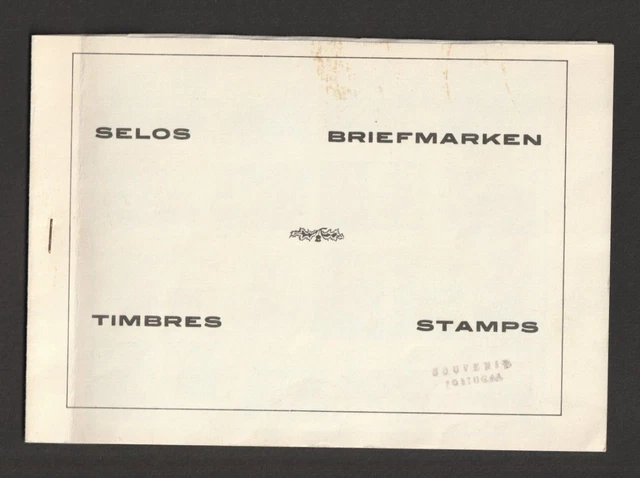 SELOS
BRIEFMARKEN
TIMBRES
STAMPS
SOUVENIR
PORTUGAL